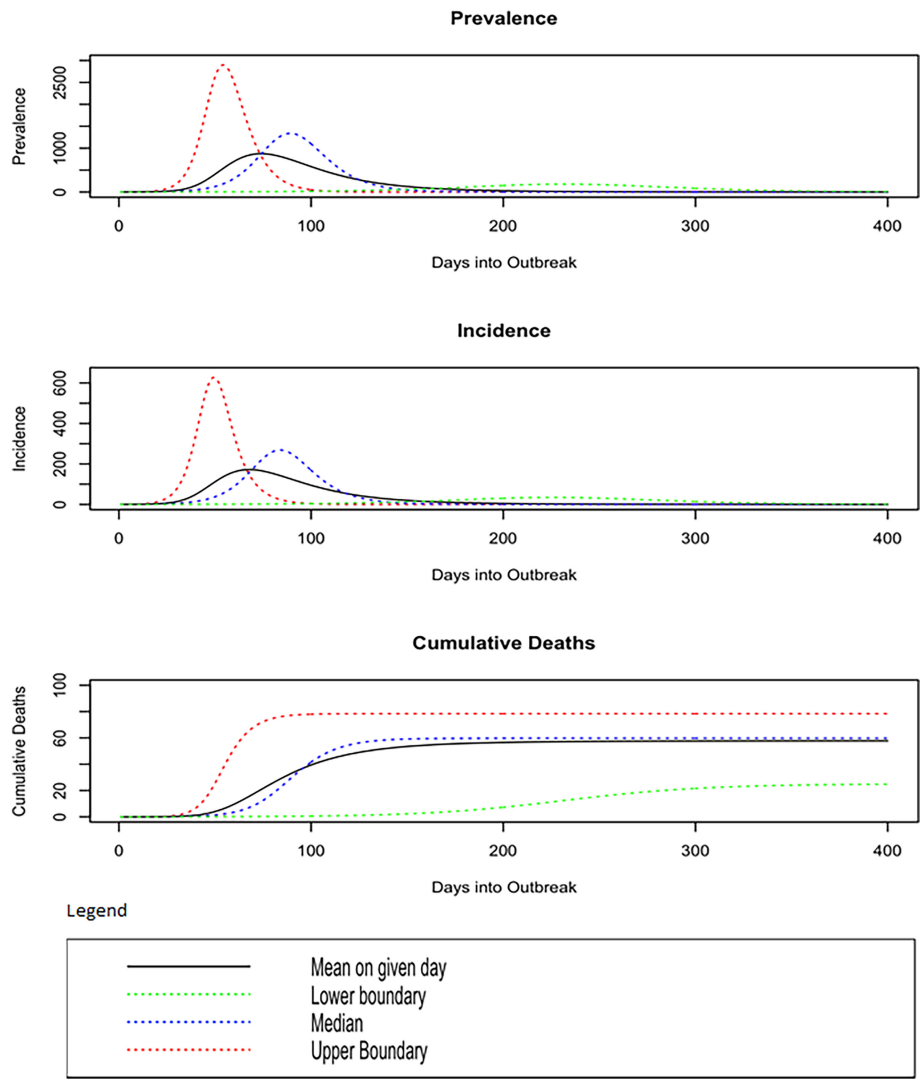 Prevalence
Prevalence
2500
1000
0
0 100 200 300 400
Days into Outbreak
Incidence
Incidence
600
400
200
0
0 100 200 300 400
Days into Outbreak
Cumulative Deaths
Cumulative Deaths
100
60
20
0
0 100 200 300 400
Days into Outbreak
Legend
Mean on given day
Lower boundary
Median
Upper Boundary